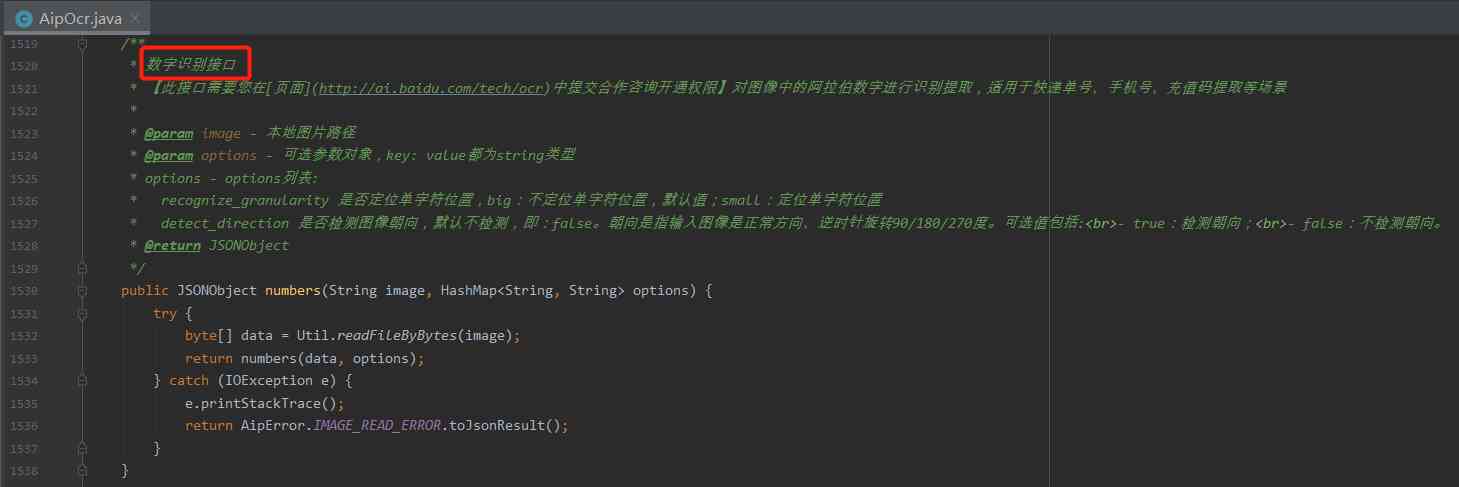 AipOcr.java
1519 /**
1520 * 数字识别接口
1521 * 【此接口需要您在[页面](http://ai.baidu.com/tech/ocr)中提交合作咨询开通权限】对图像中的阿拉伯数字进行识别提取，适用于快递单号、手机号、充值码提取等场景
1522 *
1523 * @param image - 本地图片路径
1524 * @param options - 可选参数对象，key: value都为string类型
1525 * options - options列表:
1526 *   recognize_granularity 是否定位单字符位置，big：不定位单字符位置，默认值；small：定位单字符位置
1527 *   detect_direction 是否检测图像朝向，默认不检测，即：false。朝向是指输入图像是正常方向、逆时针旋转90/180/270度。可选值包括:<br>- true：检测朝向；<br>- false：不检测朝向。
1528 * @return JSONObject
1529 */
1530 public JSONObject numbers(String image, HashMap<String, String> options) {
1531 try {
1532 byte[] data = Util.readFileByBytes(image);
1533 return numbers(data, options);
1534 } catch (IOException e) {
1535 e.printStackTrace();
1536 return AipError.IMAGE_READ_ERROR.toJsonResult();
1537 }
1538 }